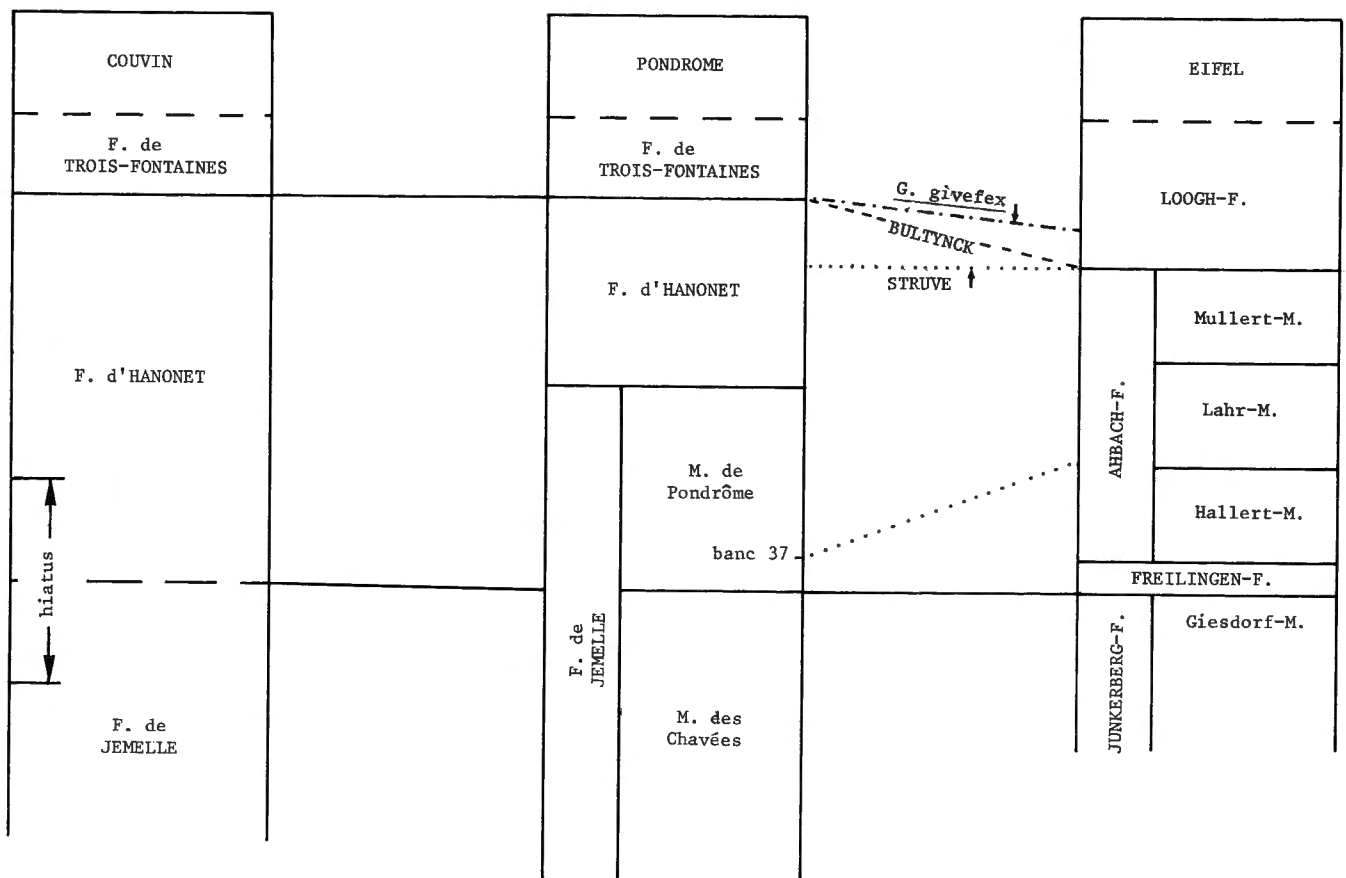 COUVIN
F. de
TROIS-FONTAINES
F. d'HANONET
hiatus
F. de
JEMELLE
PONDROME
F. de
TROIS-FONTAINES
F. d'HANONET
F. de
JEMELLE
M. de
Pondrôme
banc 37
M. des
Chavées
G. givefex
BULTYNCK
STRUVE
EIFEL
LOOGH-F.
AHBACH-F.
Mullert-M.
Lahr-M.
Hallert-M.
FREILINGEN-F.
JUNKERBERG-F.
Giesdorf-M.